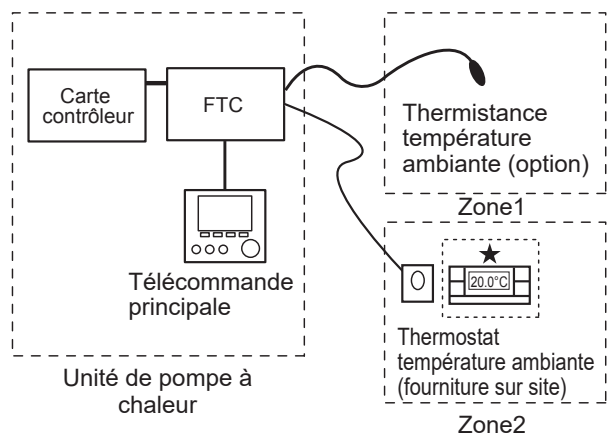 Carte
contrôleur
FTC
Télécommande
principale
Unité de pompe à
chaleur
Thermistance
température
ambiante (option)
Zone1
20.0°C
Thermostat
température ambiante
(fourniture sur site)
Zone2